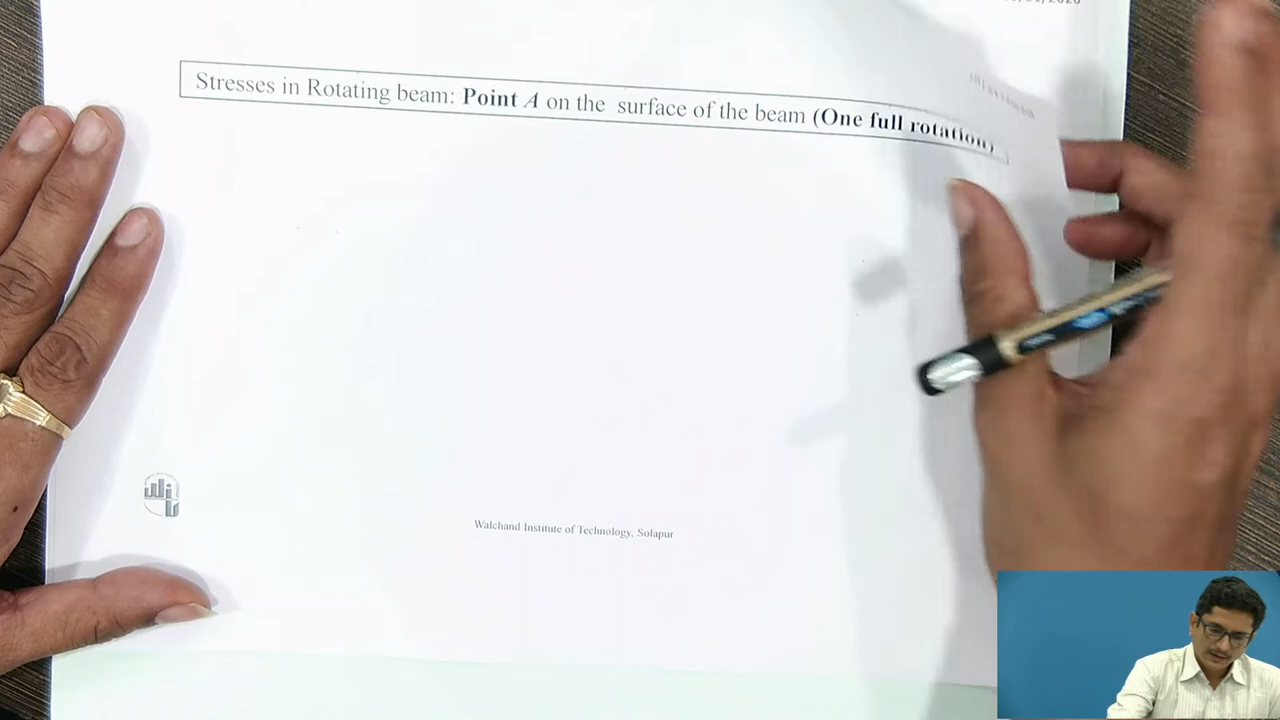 Stresses in Rotating beam: Point A on the surface of the beam (One full rotation)
Walchand Institute of Technology, Solapur